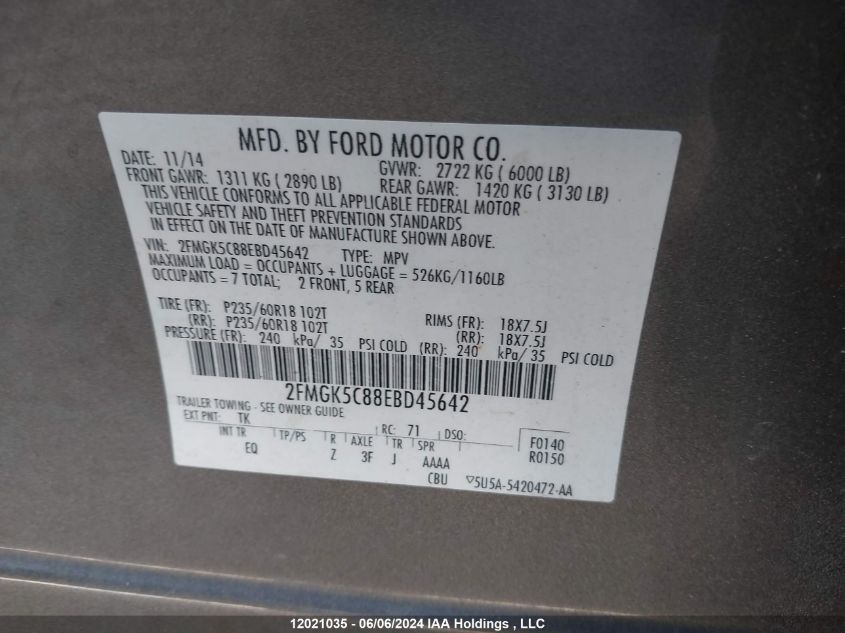 MFD. BY FORD MOTOR CO.
DATE: 11/14 GVWR: 2722 KG ( 6000 LB)
FRONT GAWR: 1311 KG ( 2890 LB) REAR GAWR: 1420 KG ( 3130 LB)
THIS VEHICLE CONFORMS TO ALL APPLICABLE FEDERAL MOTOR
VEHICLE SAFETY AND THEFT PREVENTION STANDARDS
IN EFFECT ON THE DATE OF MANUFACTURE SHOWN ABOVE.
VIN: 2FMGK5C88EBD45642 TYPE: MPV
MAXIMUM LOAD = OCCUPANTS + LUGGAGE = 526KG/1160LB
OCCUPANTS = 7 TOTAL; 2 FRONT, 5 REAR
TIRE (FR): P235/60R18 102T RIMS (FR): 18X7.5J
(RR): P235/60R18 102T (RR): 18X7.5J
PRESSURE (FR): 240 kPa/ 35 PSI COLD (RR): 240 kPa/ 35 PSI COLD
2FMGK5C88EBD45642
TRAILER TOWING - SEE OWNER GUIDE
EXT PNT: TK RC: 71 DSO: F0140
INT TR TP/PS R AXLE TR SPR R0150
EQ Z 3F J AAAA
CBU ▽5U5A-5420472-AA
12021035 - 06/06/2024 IAA Holdings , LLC